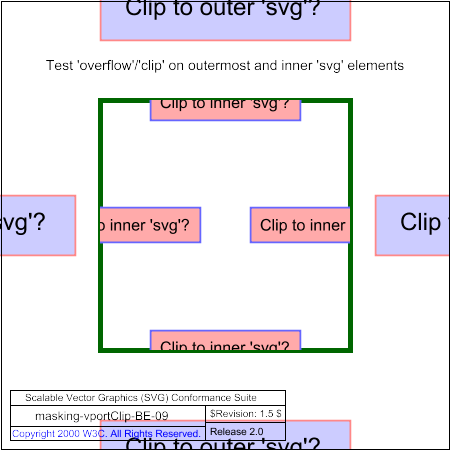 Clip to outer 'svg'?
Test 'overflow'/'clip' on outermost and inner 'svg' elements
Clip to inner 'svg'?
svg'? o inner 'svg'? Clip to inner Clip
Clip to inner 'svg'?
Scalable Vector Graphics (SVG) Conformance Suite
masking-vportClip-BE-09 $Revision: 1.5 $
Copyright 2000 W3C. All Rights Reserved. Release 2.0
Clip to outer 'svg'?